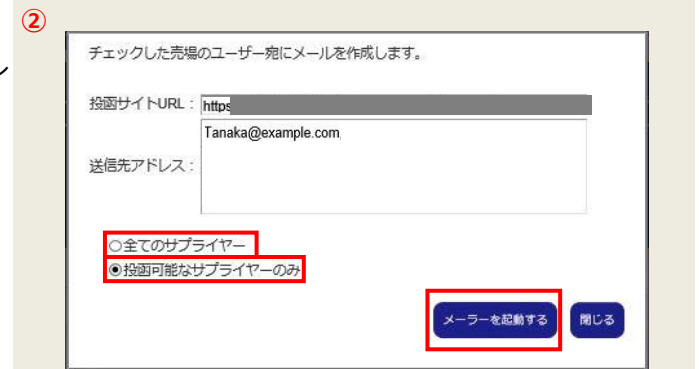 ②
チェックした売場のユーザー宛にメールを作成します。
投函サイトURL： https
Tanaka@example.com
送信先アドレス：
○全てのサプライヤー
◉投函可能なサプライヤーのみ
メーラーを起動する 閉じる